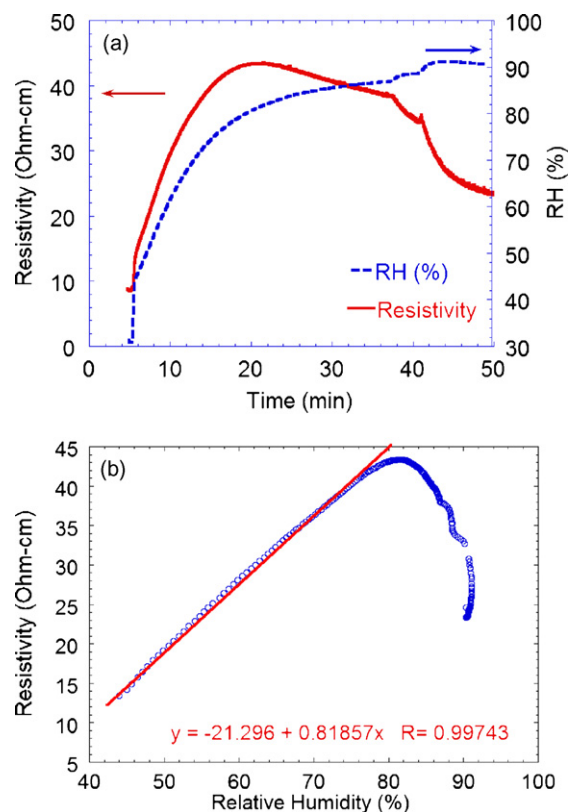 (a)
50
40
30
20
10
0
Resistivity (Ohm-cm)
100
90
80
70
60
50
40
30
RH (%)
RH (%)
Resistivity
0 10 20 30 40 50
Time (min)
(b)
45
40
35
30
25
20
15
10
5
Resistivity (Ohm-cm)
y = -21.296 + 0.81857x R= 0.99743
40 50 60 70 80 90 100
Relative Humidity (%)